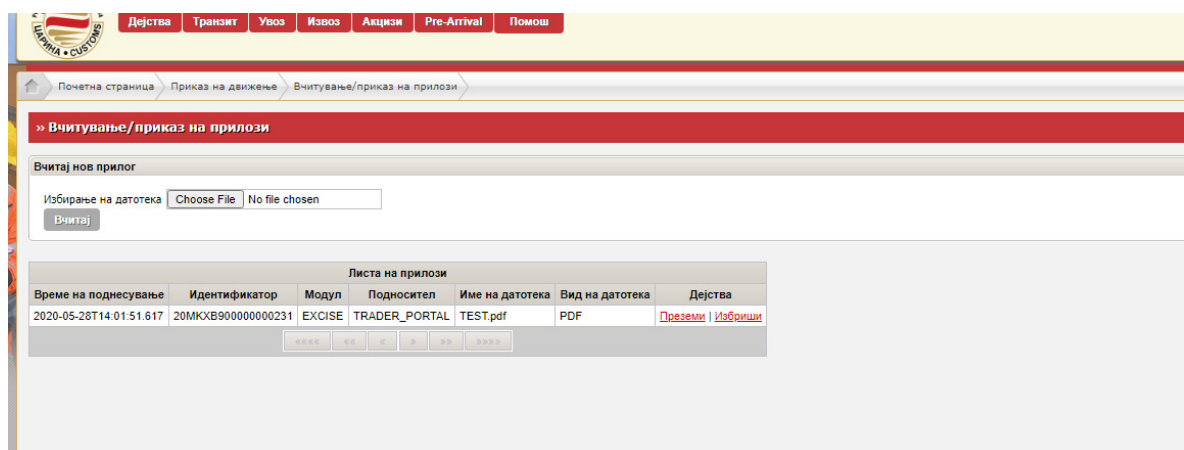 Дејства Транзит Увоз Извоз Акцизи Pre-Arrival Помош
ЦАРИНА • CUSTOMS
Почетна страница Приказ на движење Вчитување/приказ на прилози
» Вчитување/приказ на прилози
Вчитај нов прилог
Избирање на датотека Choose File No file chosen
Вчитај
Листа на прилози
Време на поднесување Идентификатор Модул Подносител Име на датотека Вид на датотека Дејства
2020-05-28T14:01:51.617 20MKXB900000000231 EXCISE TRADER_PORTAL TEST.pdf PDF Преземи | Избриши
<<<< << < > >> >>>>